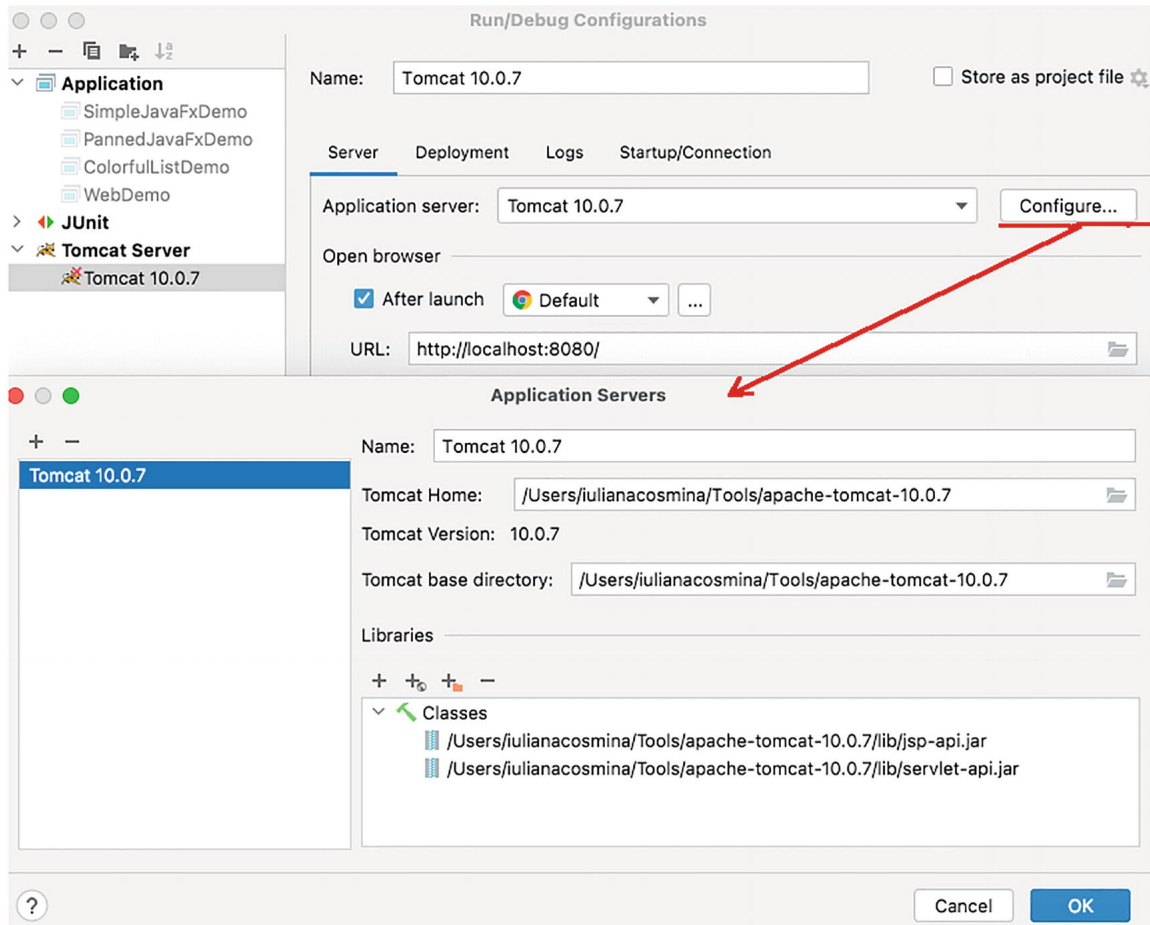 Run/Debug Configurations
Application
SimpleJavaFxDemo
PannedJavaFxDemo
ColorfulListDemo
WebDemo
JUnit
Tomcat Server
Tomcat 10.0.7
Name: Tomcat 10.0.7
Store as project file
Server Deployment Logs Startup/Connection
Application server: Tomcat 10.0.7 Configure...
Open browser
After launch Default ...
URL: http://localhost:8080/
Application Servers
Tomcat 10.0.7
Name: Tomcat 10.0.7
Tomcat Home: /Users/iulianacosmina/Tools/apache-tomcat-10.0.7
Tomcat Version: 10.0.7
Tomcat base directory: /Users/iulianacosmina/Tools/apache-tomcat-10.0.7
Libraries
Classes
/Users/iulianacosmina/Tools/apache-tomcat-10.0.7/lib/jsp-api.jar
/Users/iulianacosmina/Tools/apache-tomcat-10.0.7/lib/servlet-api.jar
? Cancel OK